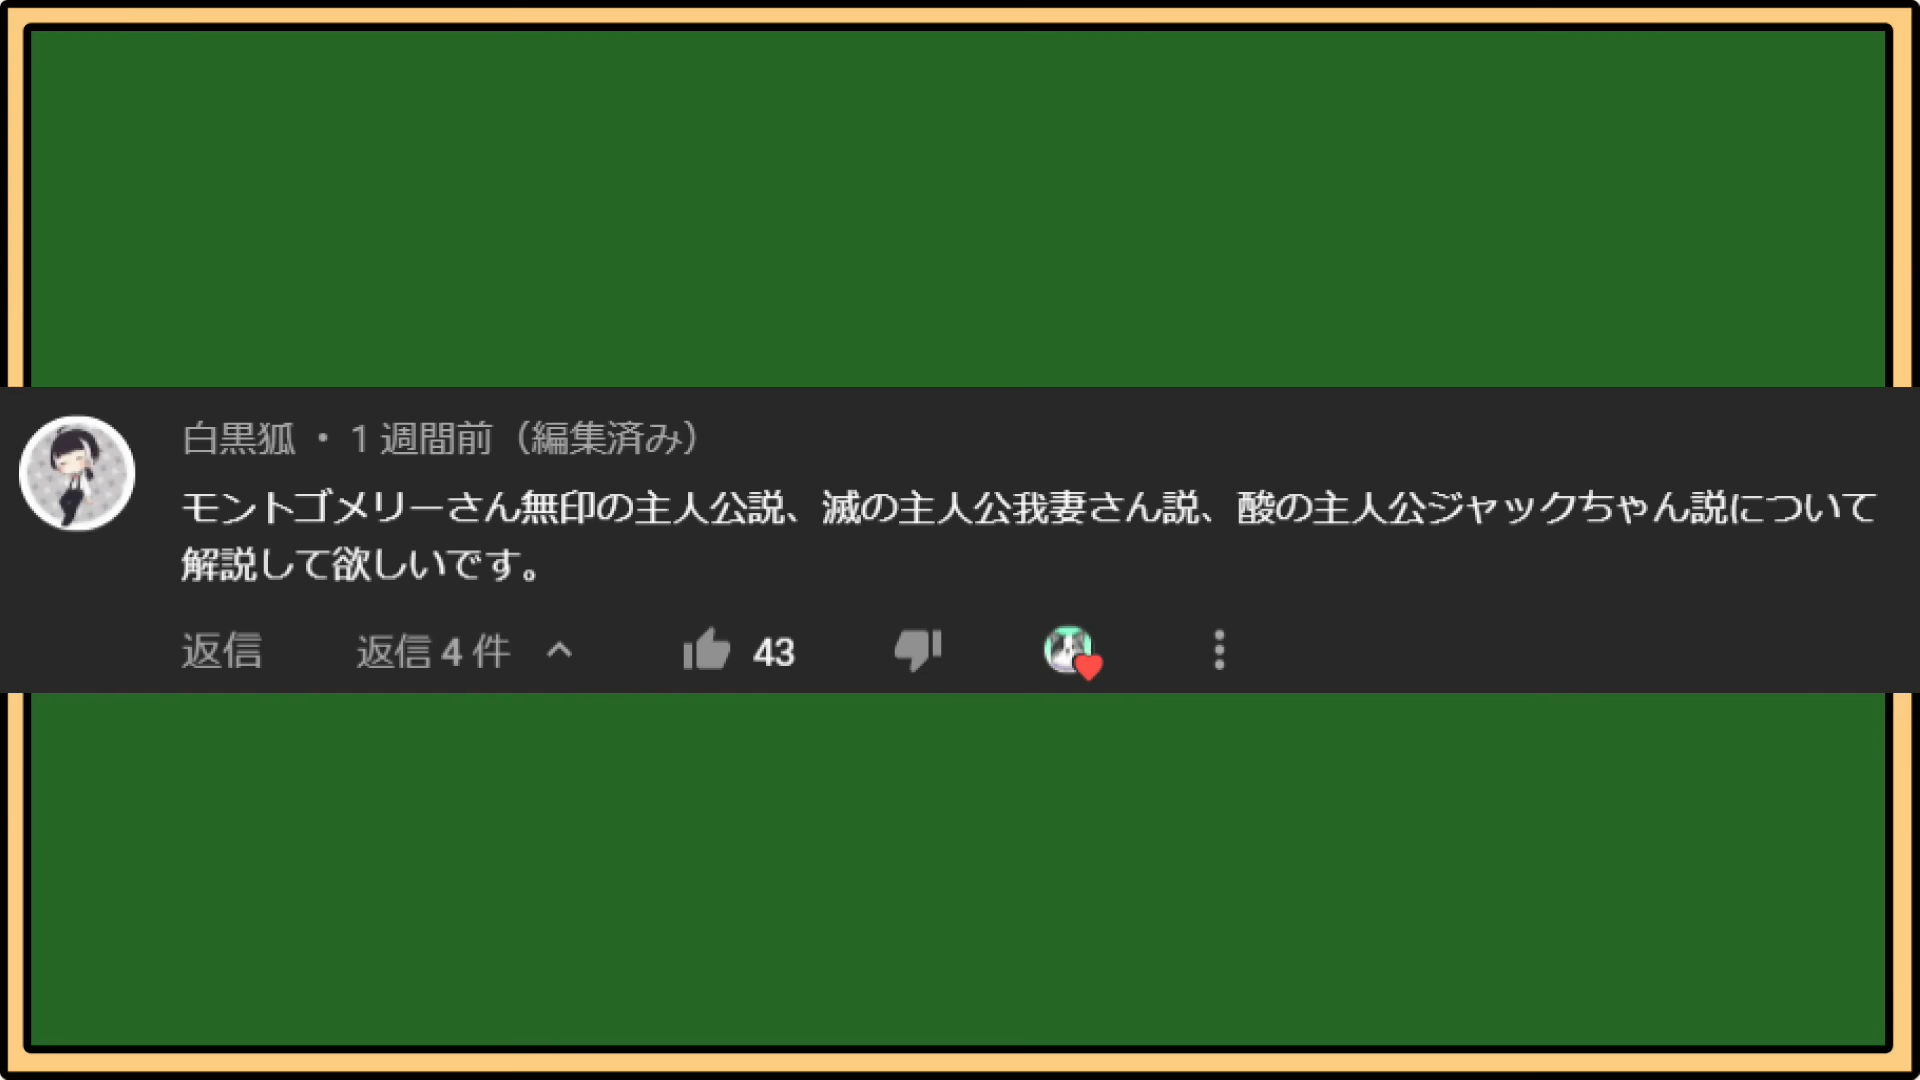 白黒狐・1 週間前（編集済み）
モントゴメリーさん無印の主人公説、滅の主人公我妻さん説、酸の主人公ジャックちゃん説について
解説して欲しいです。
返信 返信 4 件 43